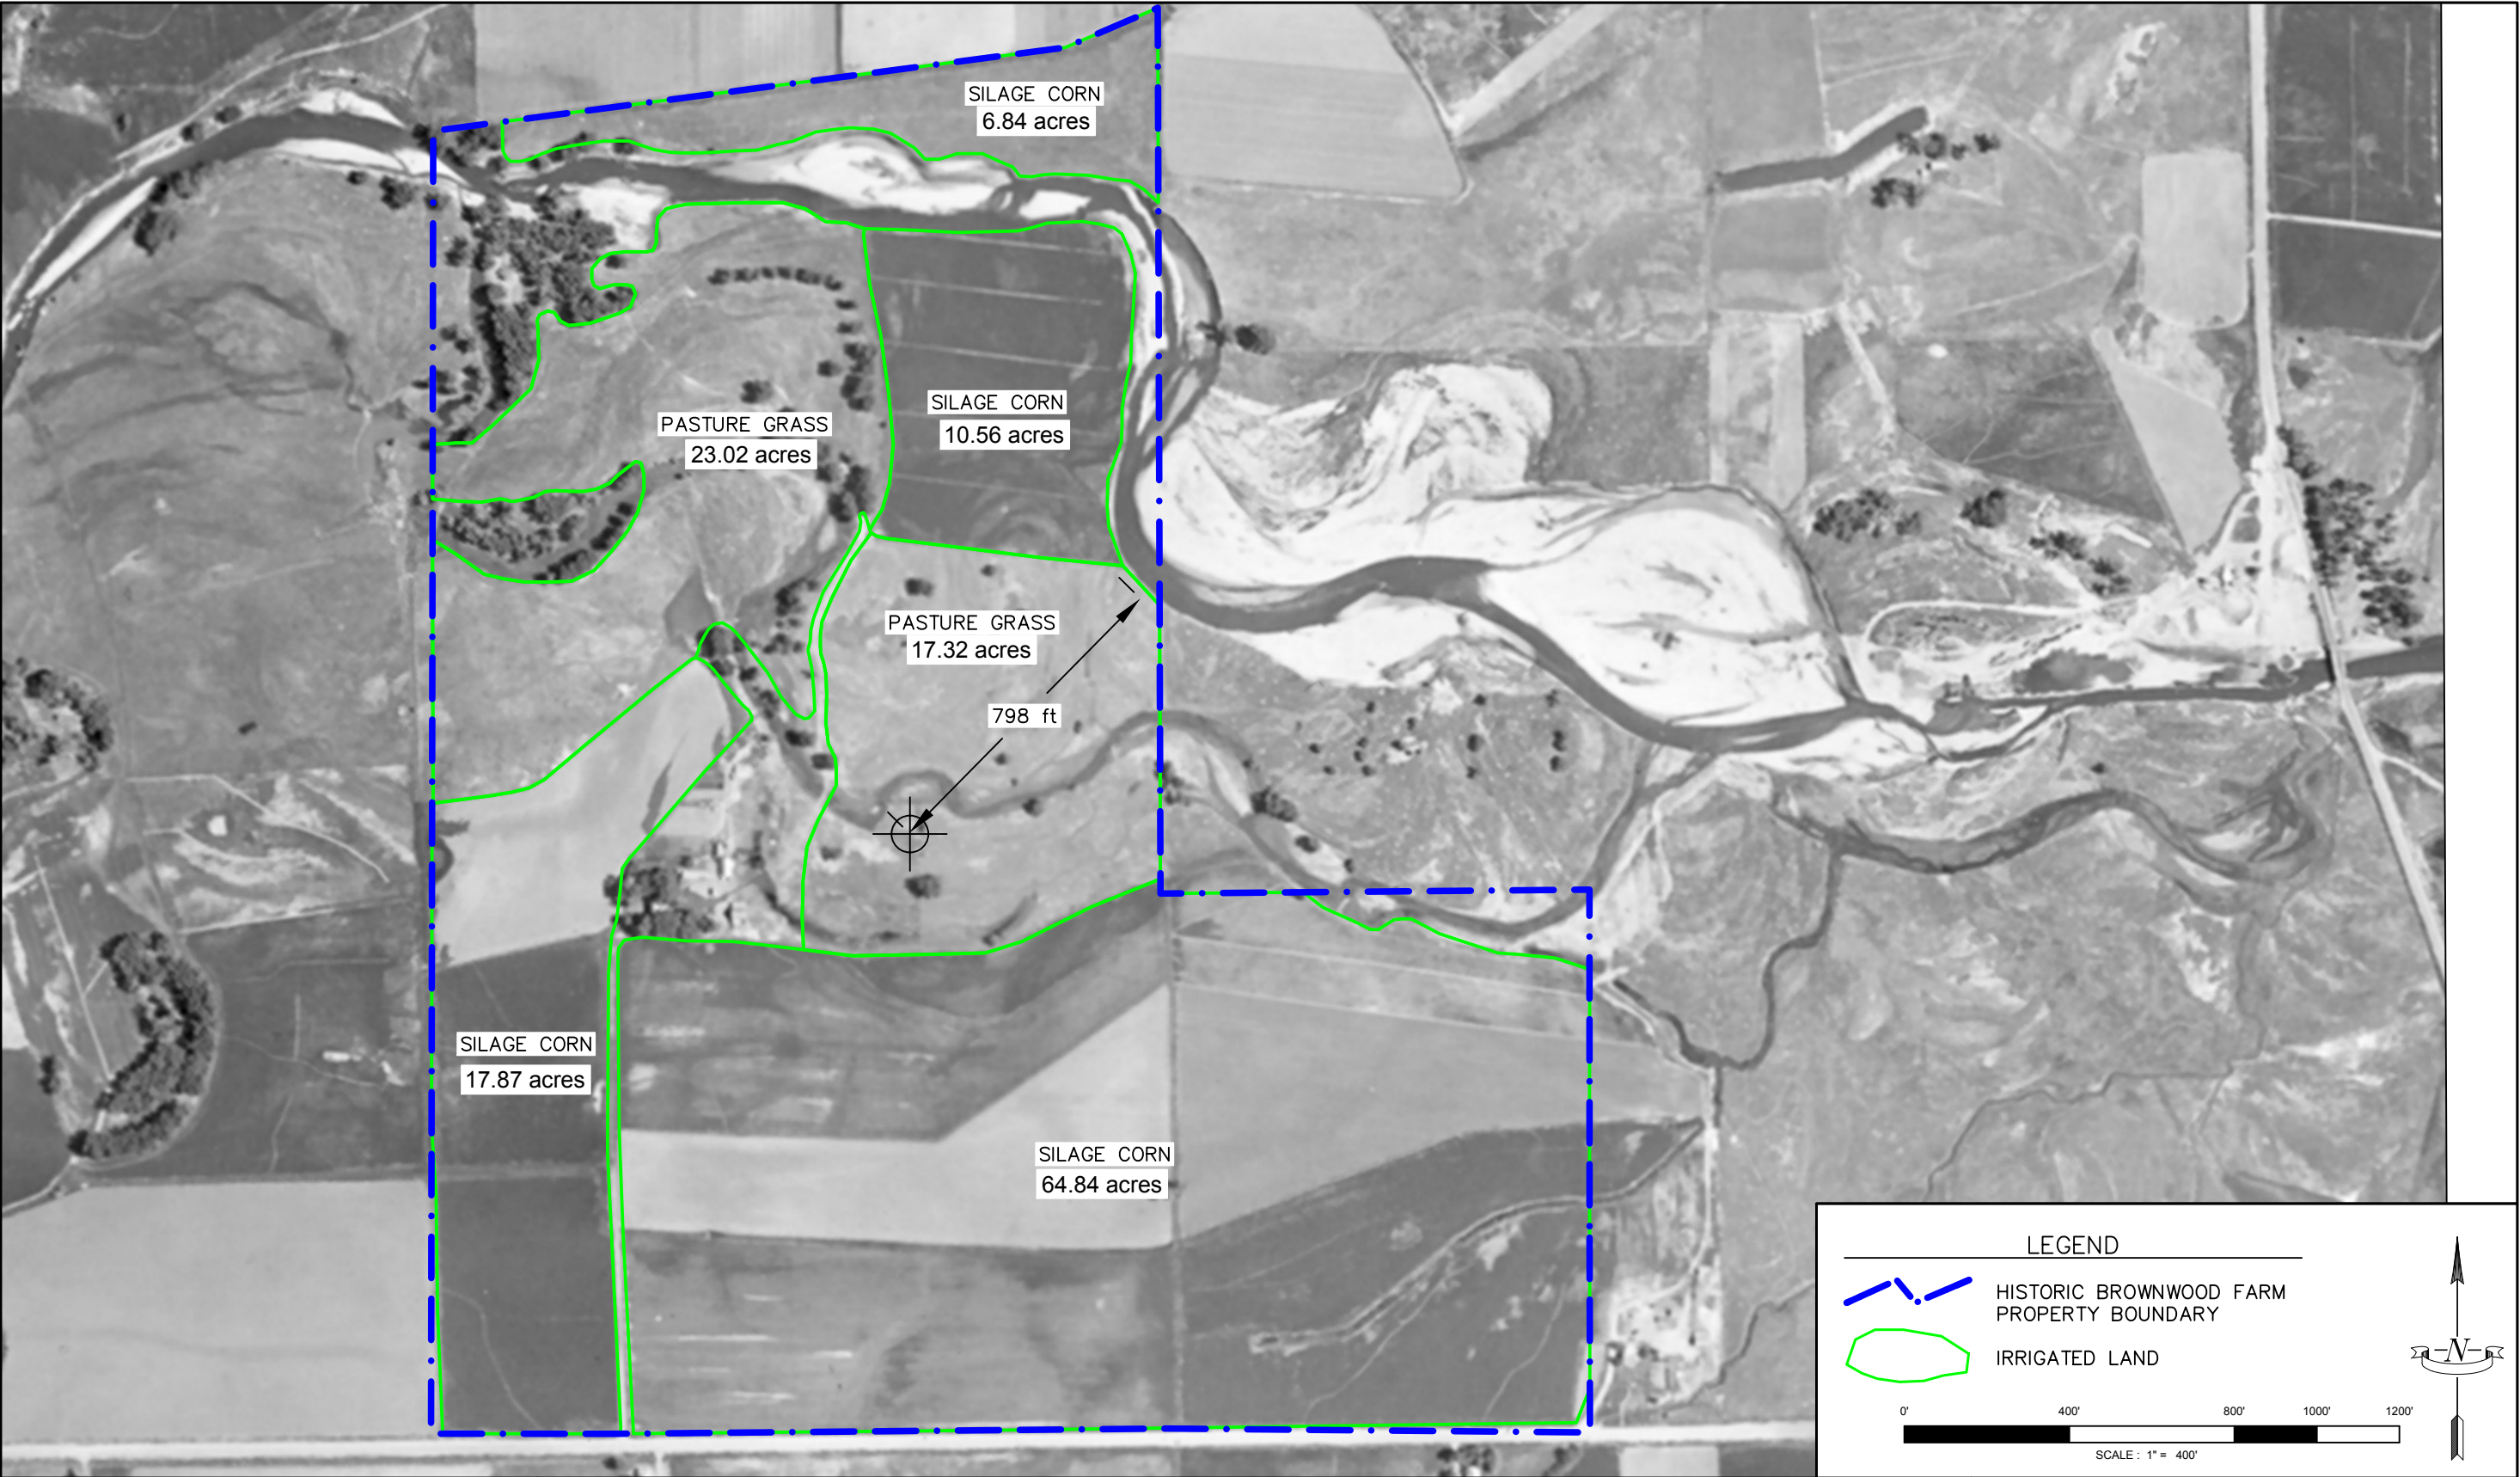 SILAGE CORN
6.84 acres
SILAGE CORN
10.56 acres
PASTURE GRASS
23.02 acres
PASTURE GRASS
17.32 acres
798 ft
SILAGE CORN
17.87 acres
SILAGE CORN
64.84 acres
LEGEND
HISTORIC BROWNWOOD FARM
PROPERTY BOUNDARY
IRRIGATED LAND
0' 400' 800' 1000' 1200'
SCALE : 1" = 400'
N